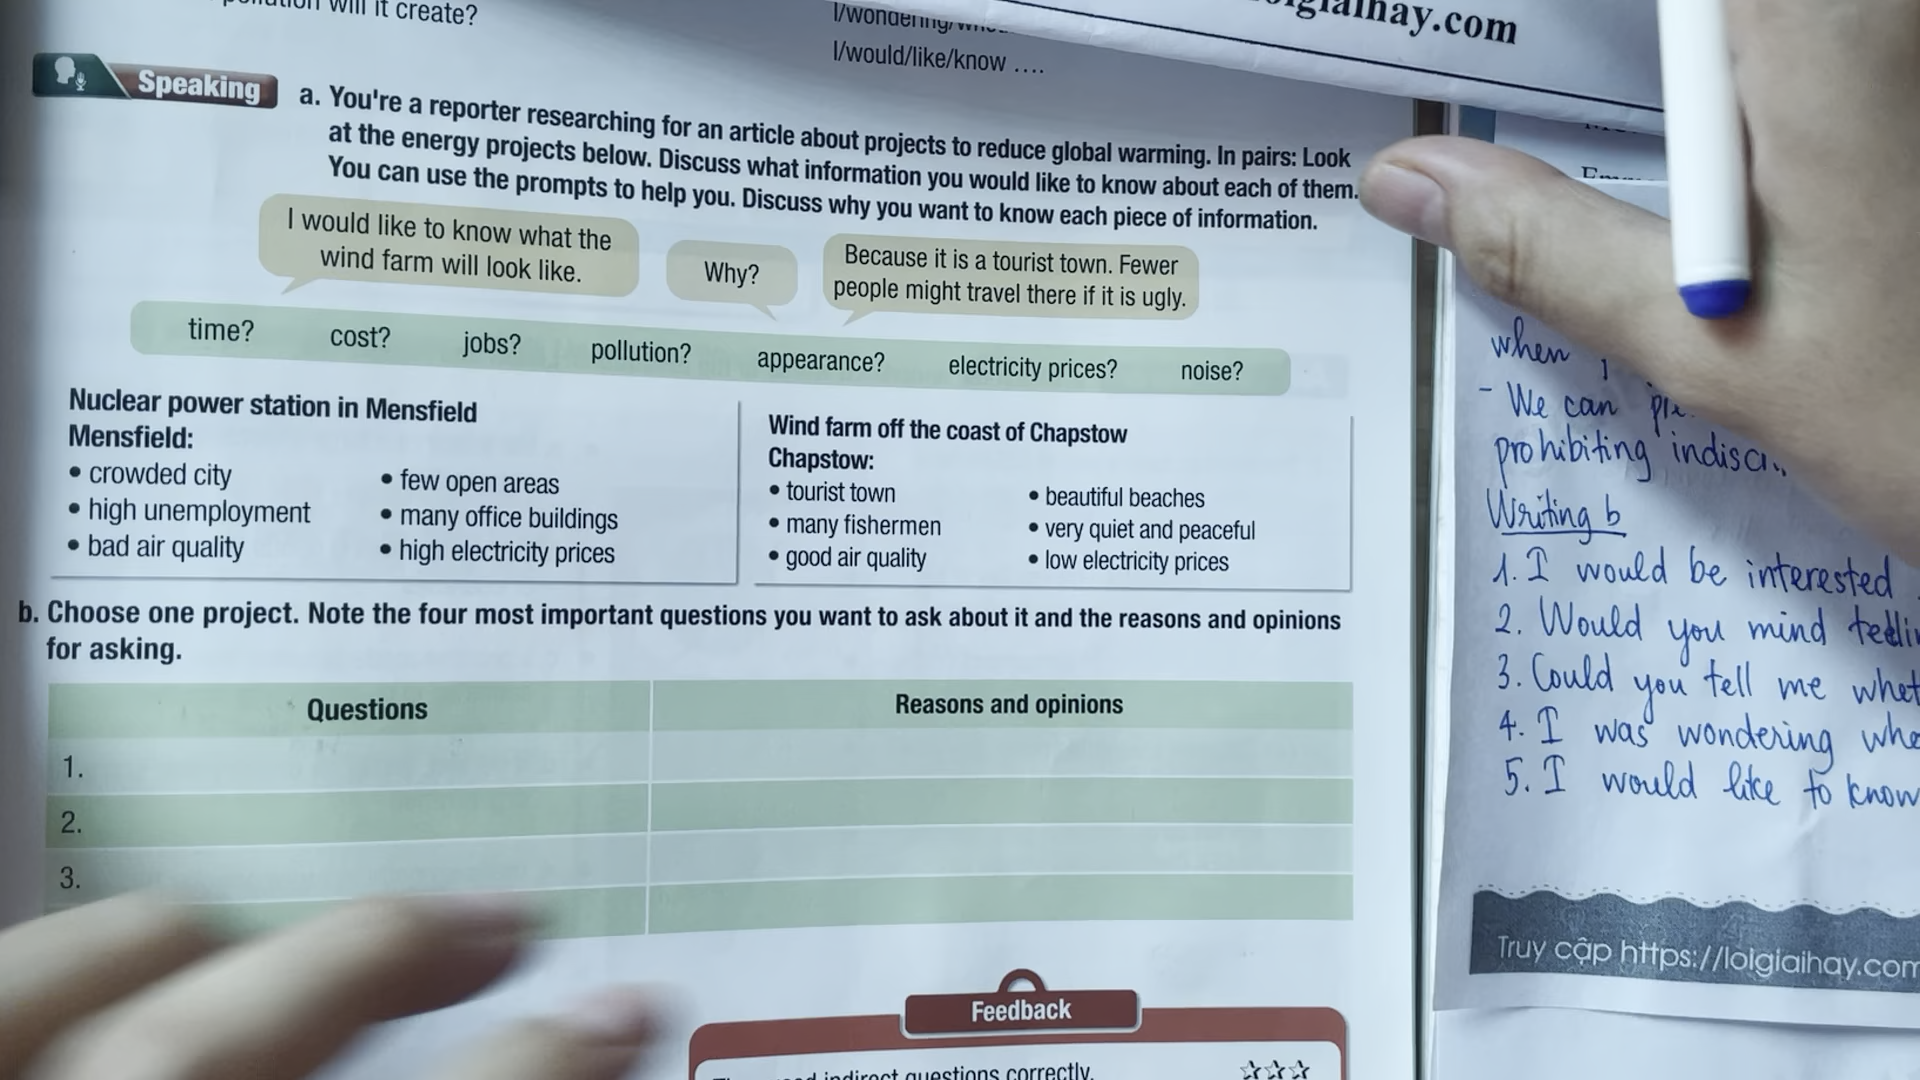 will it create?
I/wondering/
I/would/like/know ....
loigiaihay.com
Speaking
a. You're a reporter researching for an article about projects to reduce global warming. In pairs: Look
at the energy projects below. Discuss what information you would like to know about each of them.
You can use the prompts to help you. Discuss why you want to know each piece of information.
I would like to know what the
wind farm will look like.
Why?
Because it is a tourist town. Fewer
people might travel there if it is ugly.
time? cost? jobs? pollution? appearance? electricity prices? noise?
Nuclear power station in Mensfield
Mensfield:
• crowded city
• high unemployment
• bad air quality
• few open areas
• many office buildings
• high electricity prices
Wind farm off the coast of Chapstow
Chapstow:
• tourist town
• many fishermen
• good air quality
• beautiful beaches
• very quiet and peaceful
• low electricity prices
b. Choose one project. Note the four most important questions you want to ask about it and the reasons and opinions
for asking.
Questions
Reasons and opinions
1.
2.
3.
Feedback
indirect questions correctly.
when
- We can
prohibiting
Writing b
1. I would be interested
2. Would you mind
3. Could you tell me
4. I was wondering
5. I would like to know
Truy cập https://loigiaihay.com